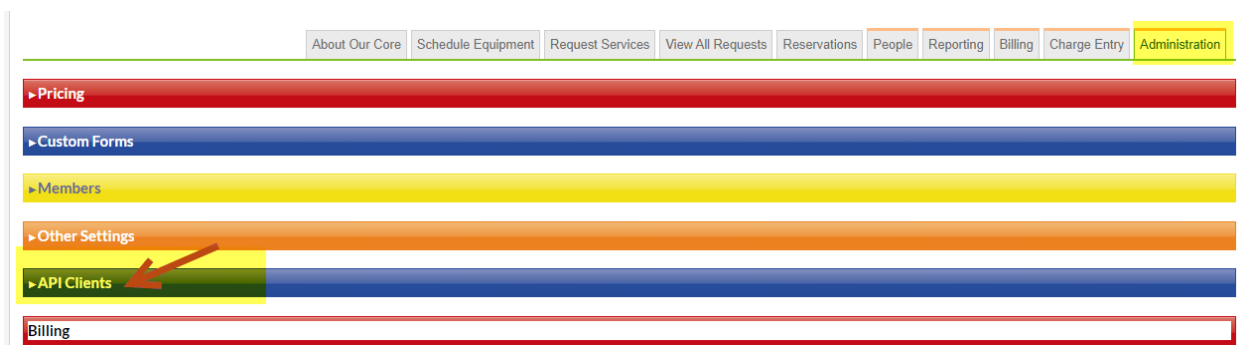 About Our Core Schedule Equipment Request Services View All Requests Reservations People Reporting Billing Charge Entry Administration
▸Pricing
▸Custom Forms
▸Members
▸Other Settings
▸API Clients
Billing